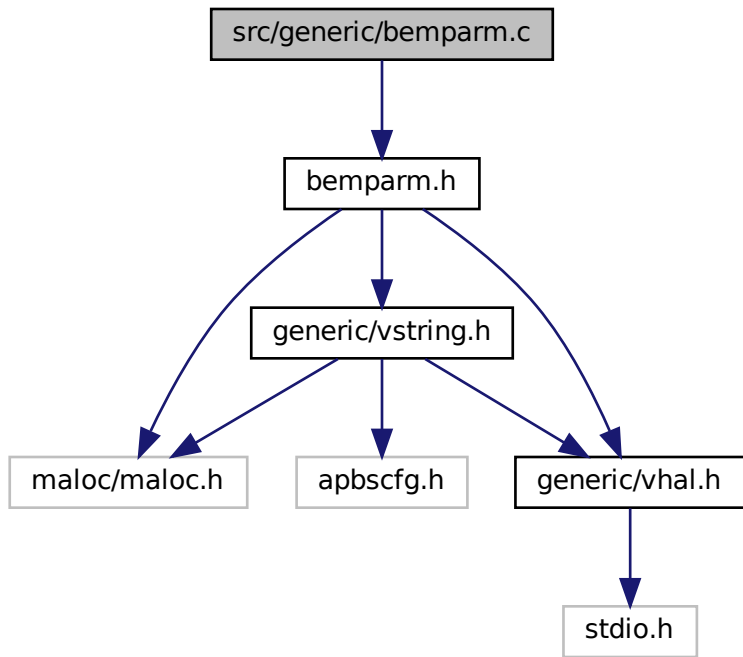 src/generic/bemparm.c
bemparm.h
generic/vstring.h
maloc/maloc.h
apbscfg.h
generic/vhal.h
stdio.h